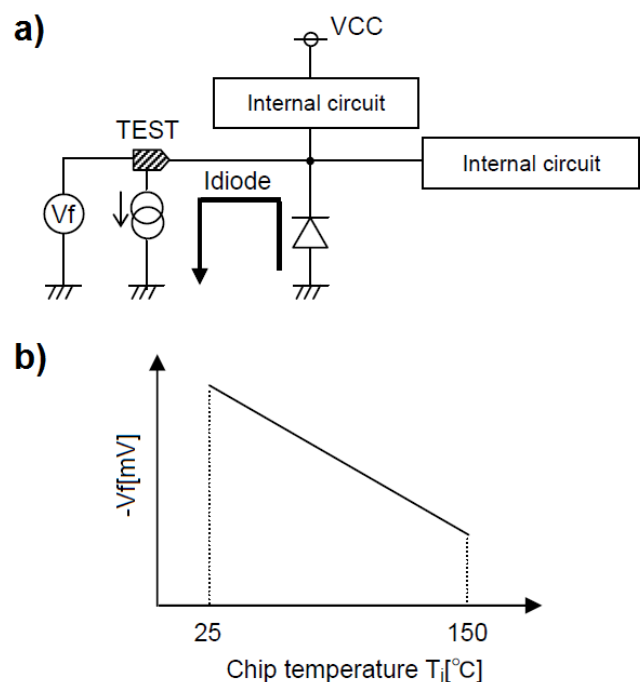 a)
VCC
Internal circuit
TEST
Internal circuit
Idiode
Vf
b)
-Vf[mV]
25
150
Chip temperature Tj[℃]